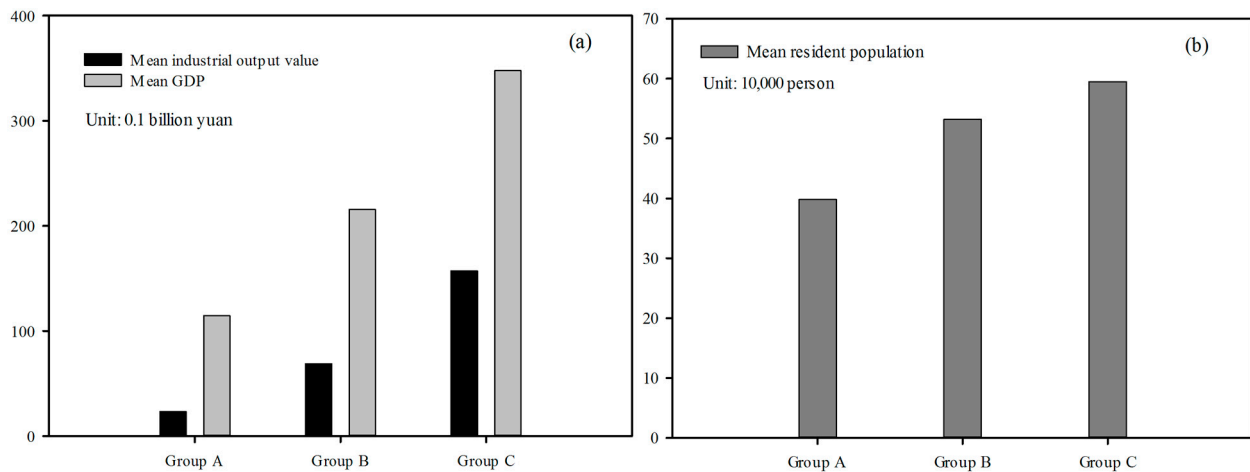 400
300
200
100
0
(a)
Mean industrial output value
Mean GDP
Unit: 0.1 billion yuan
Group A
Group B
Group C
70
60
50
40
30
20
10
0
(b)
Mean resident population
Unit: 10,000 person
Group A
Group B
Group C